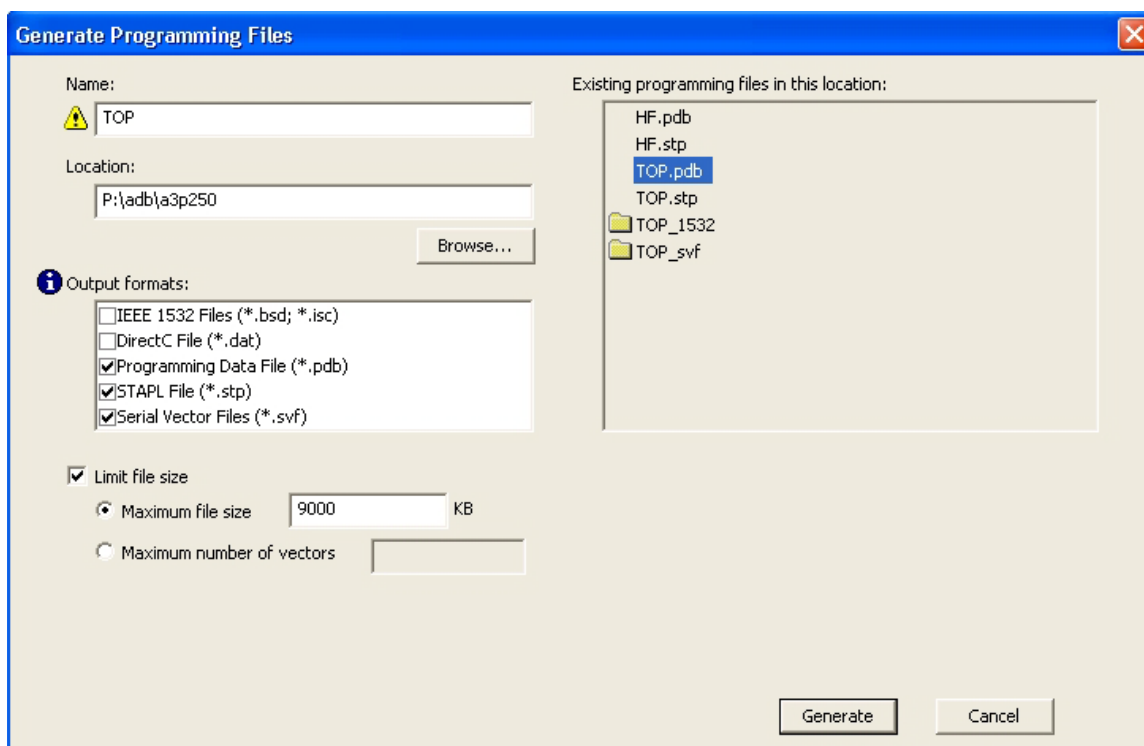 Generate Programming Files
Name:
TOP
Location:
P:\adb\a3p250
Browse...
Output formats:
IEEE 1532 Files (*.bsd; *.isc)
DirectC File (*.dat)
Programming Data File (*.pdb)
STAPL File (*.stp)
Serial Vector Files (*.svf)
Limit file size
Maximum file size 9000 KB
Maximum number of vectors
Existing programming files in this location:
HF.pdb
HF.stp
TOP.pdb
TOP.stp
TOP_1532
TOP_svf
Generate Cancel